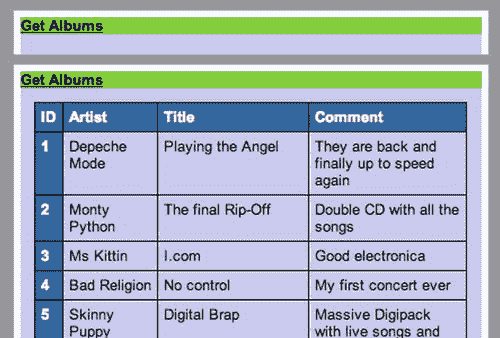 Get Albums
Get Albums
ID Artist Title Comment
1 Depeche Playing the Angel They are back and
Mode finally up to speed
again
2 Monty The final Rip-Off Double CD with all the
Python songs
3 Ms Kittin I.com Good electronica
4 Bad Religion No control My first concert ever
5 Skinny Digital Brap Massive Digipack
Puppy with live songs and